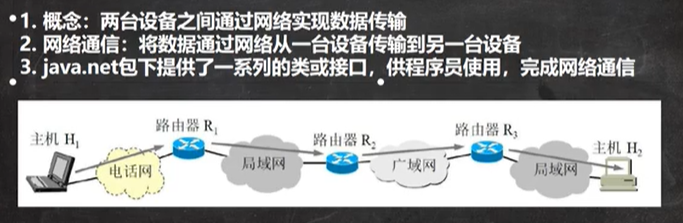 1. 概念：两台设备之间通过网络实现数据传输
2. 网络通信：将数据通过网络从一台设备传输到另一台设备
3. java.net包下提供了一系列的类或接口，供程序员使用，完成网络通信
主机 H1
电话网
路由器 R1
局域网
路由器 R2
广域网
路由器 R3
局域网
主机 H2